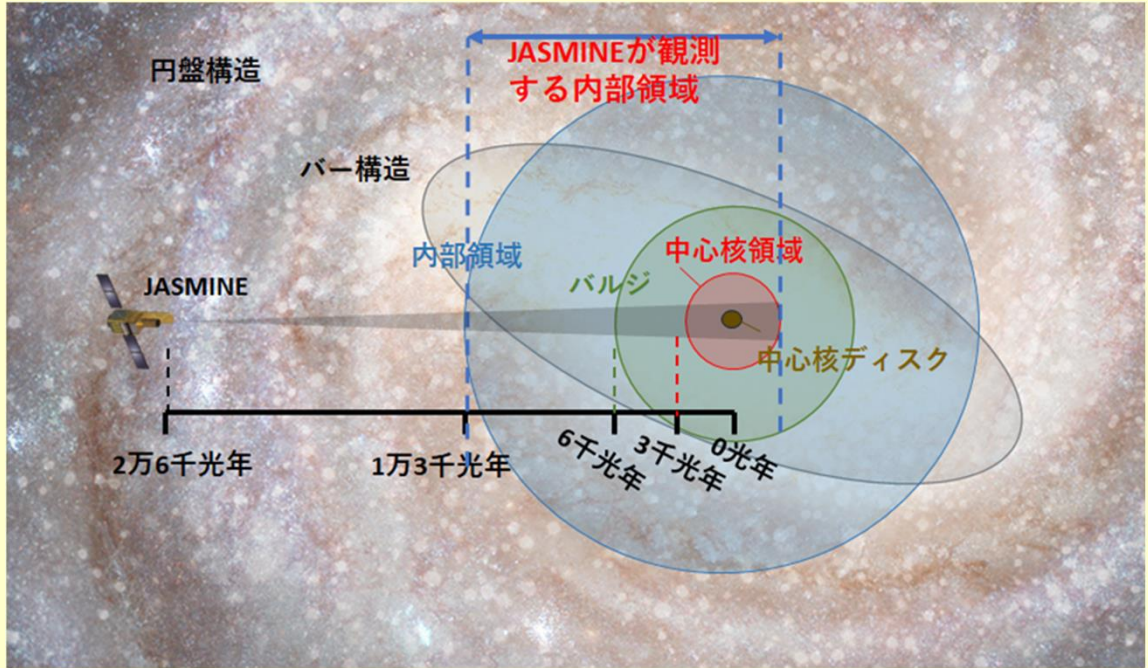 JASMINEが観測
する内部領域
円盤構造
バー構造
内部領域
中心核領域
バルジ
JASMINE
中心核ディスク
2万6千光年
1万3千光年
6千光年
3千光年
0光年